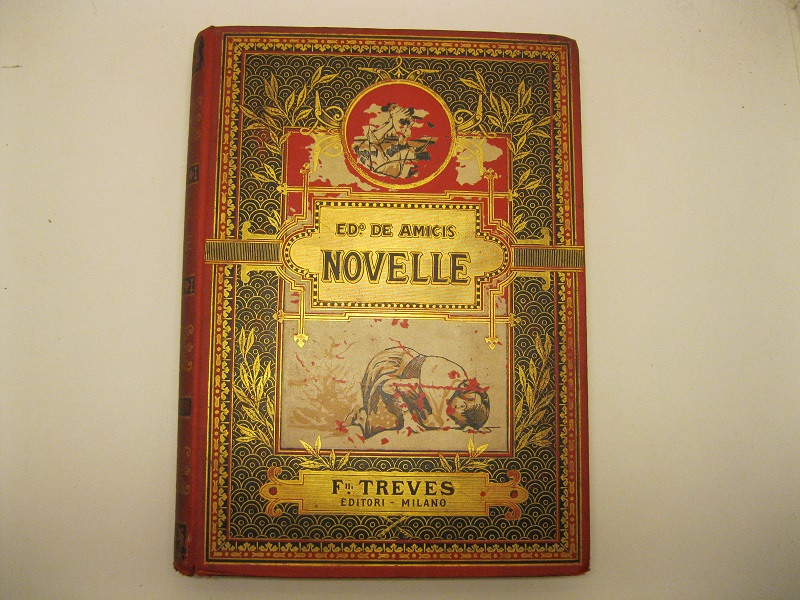 EDº. DE AMICIS
NOVELLE
Flli. TREVES
EDITORI - MILANO